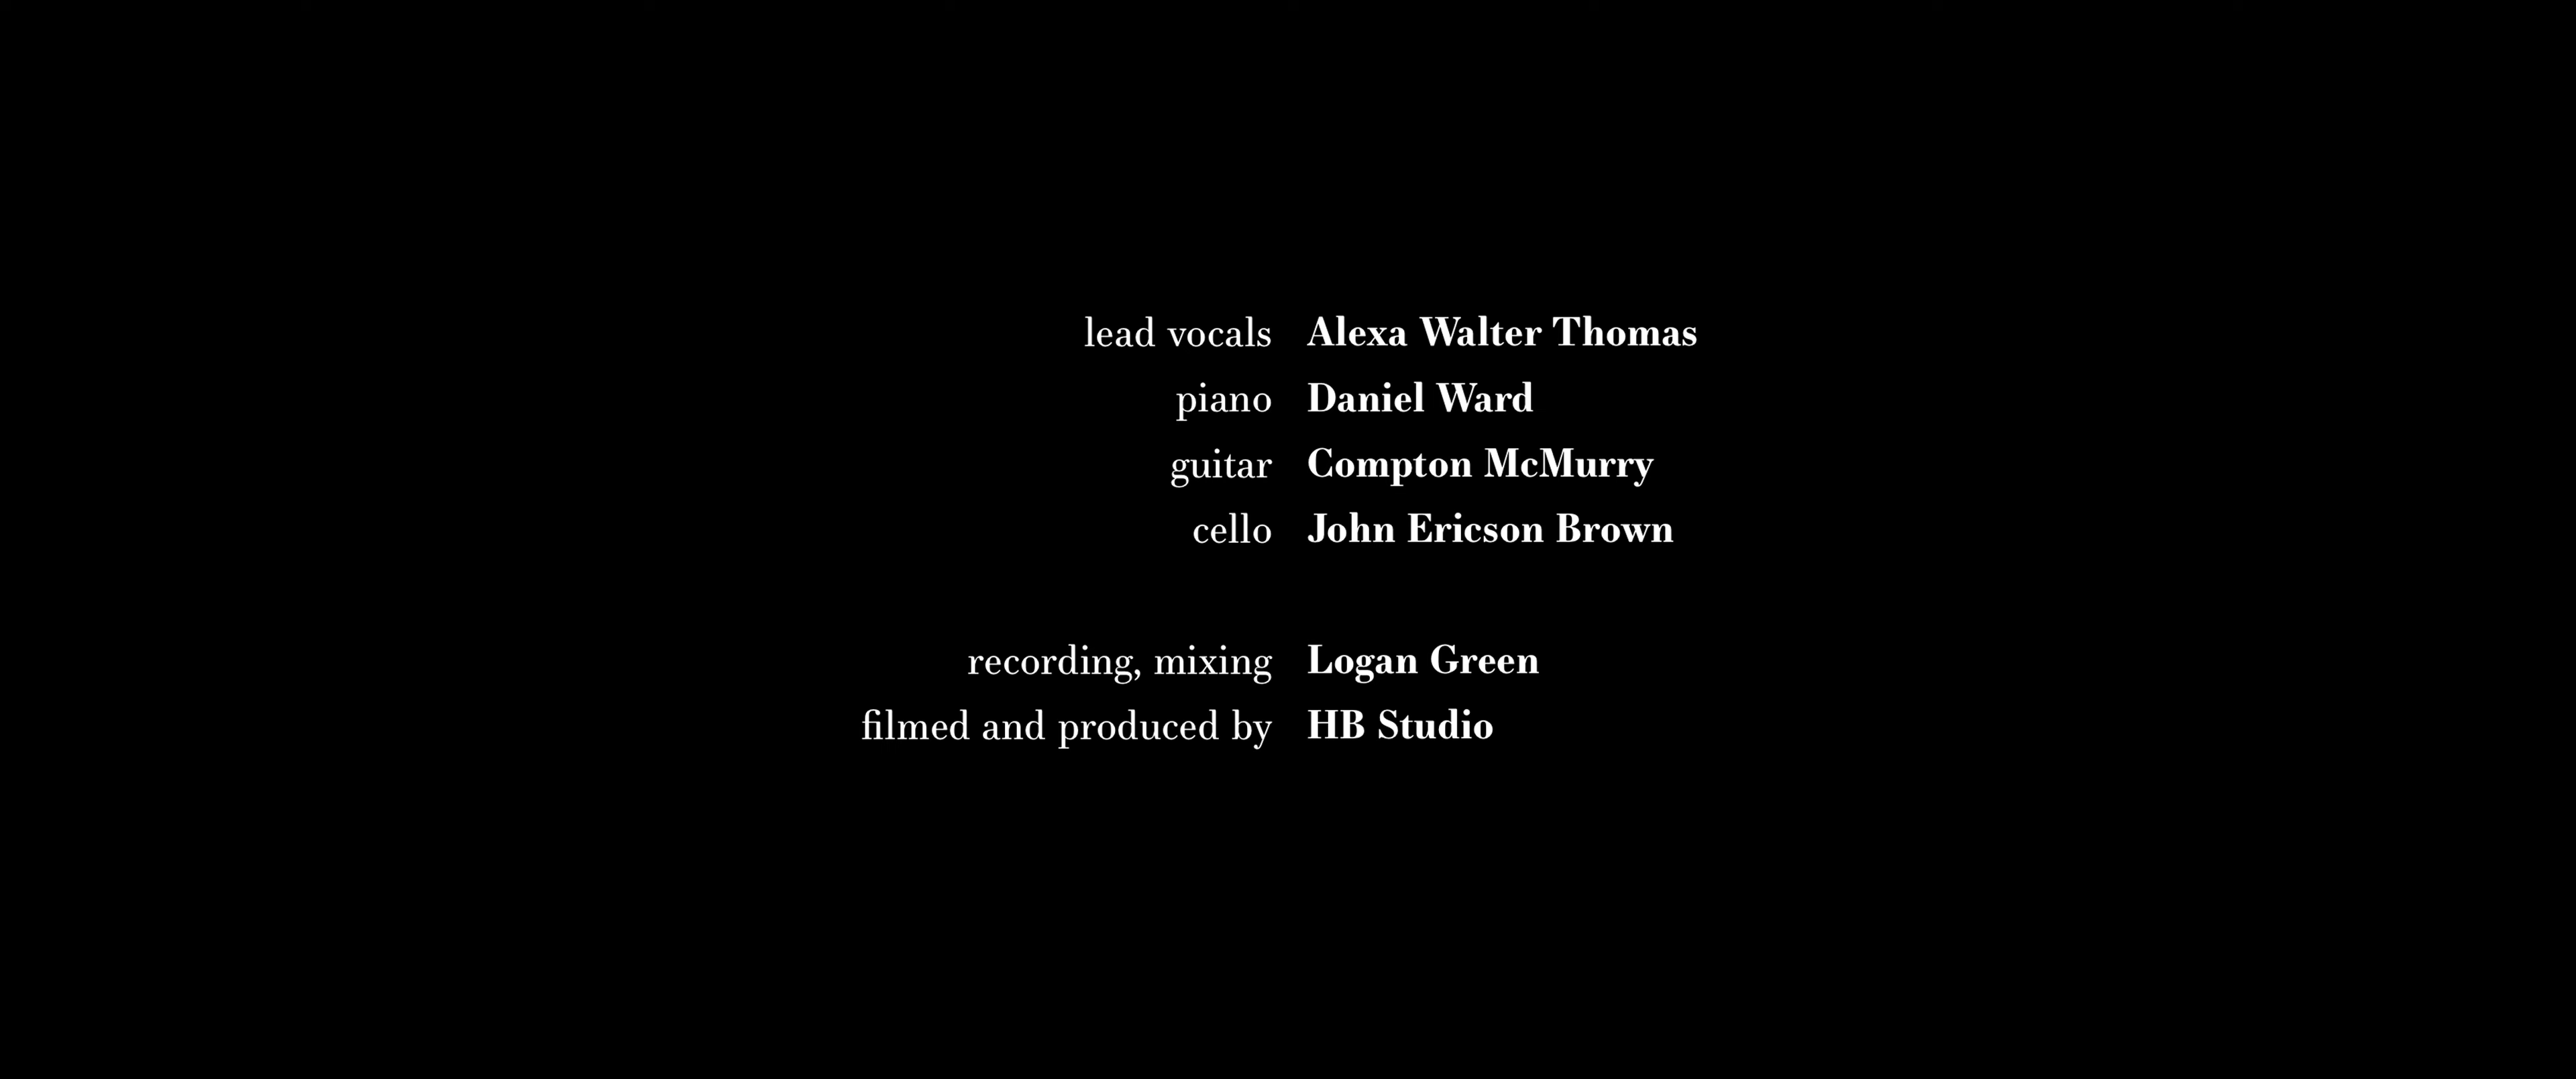 lead vocals Alexa Walter Thomas
piano Daniel Ward
guitar Compton McMurry
cello John Ericson Brown
recording, mixing Logan Green
filmed and produced by HB Studio